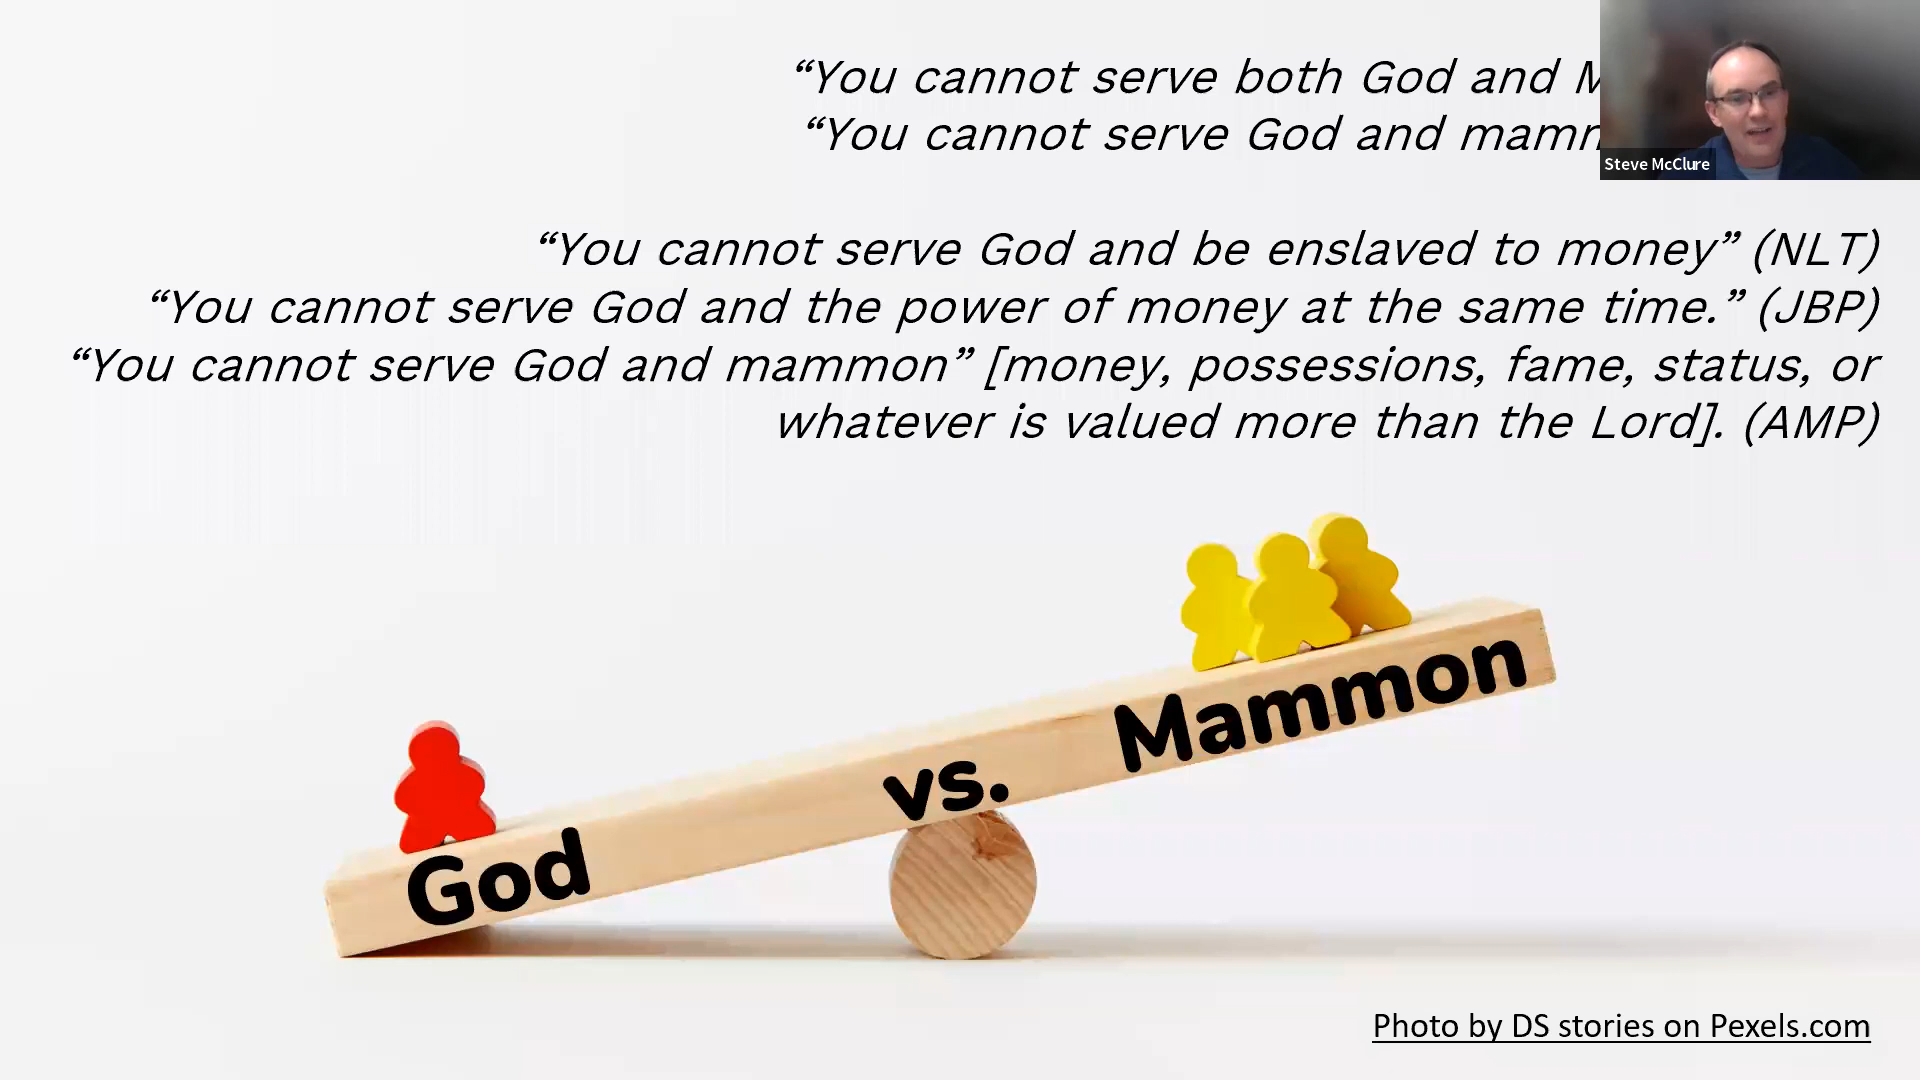 “You cannot serve both God and
“You cannot serve God and
Steve McClure
“You cannot serve God and be enslaved to money” (NLT)
“You cannot serve God and the power of money at the same time.” (JBP)
“You cannot serve God and mammon” [money, possessions, fame, status, or
whatever is valued more than the Lord]. (AMP)
God vs. Mammon
Photo by DS stories on Pexels.com